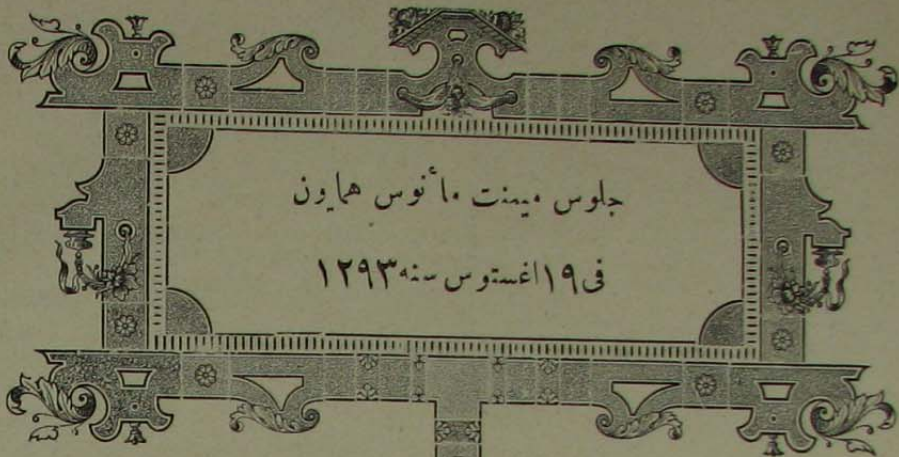 جلوس میمنت مأنوس همایون
فی ۱۹ اغستوس سنه ۱۲۹۳